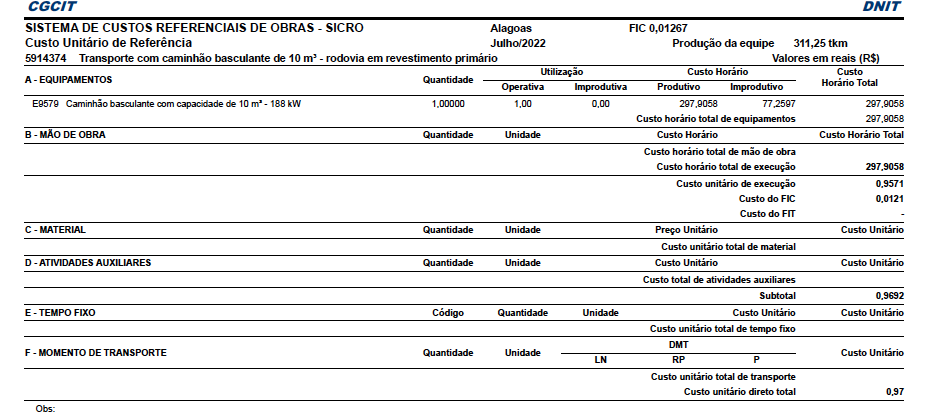 CGCIT DNIT
SISTEMA DE CUSTOS REFERENCIAIS DE OBRAS - SICRO Alagoas FIC 0,01267
Custo Unitário de Referência Julho/2022 Produção da equipe 311,25 tkm
5914374 Transporte com caminhão basculante de 10 m³ - rodovia em revestimento primário Valores em reais (R$)
A - EQUIPAMENTOS Quantidade Utilização Custo Horário Custo Horário Total
Operativa Improdutiva Produtivo Improdutivo
E9579 Caminhão basculante com capacidade de 10 m³ - 188 kW 1,00000 1,00 0,00 297,9058 77,2597 297,9058
Custo horário total de equipamentos 297,9058
B - MÃO DE OBRA Quantidade Unidade Custo Horário Custo Horário Total
Custo horário total de mão de obra
Custo horário total de execução 297,9058
Custo unitário de execução 0,9571
Custo do FIC 0,0121
Custo do FIT -
C - MATERIAL Quantidade Unidade Preço Unitário Custo Unitário
Custo unitário total de material
D - ATIVIDADES AUXILIARES Quantidade Unidade Custo Unitário Custo Unitário
Custo total de atividades auxiliares
Subtotal 0,9692
E - TEMPO FIXO Código Quantidade Unidade Custo Unitário Custo Unitário
Custo unitário total de tempo fixo
F - MOMENTO DE TRANSPORTE Quantidade Unidade DMT Custo Unitário
LN RP P
Custo unitário total de transporte
Custo unitário direto total 0,97
Obs: